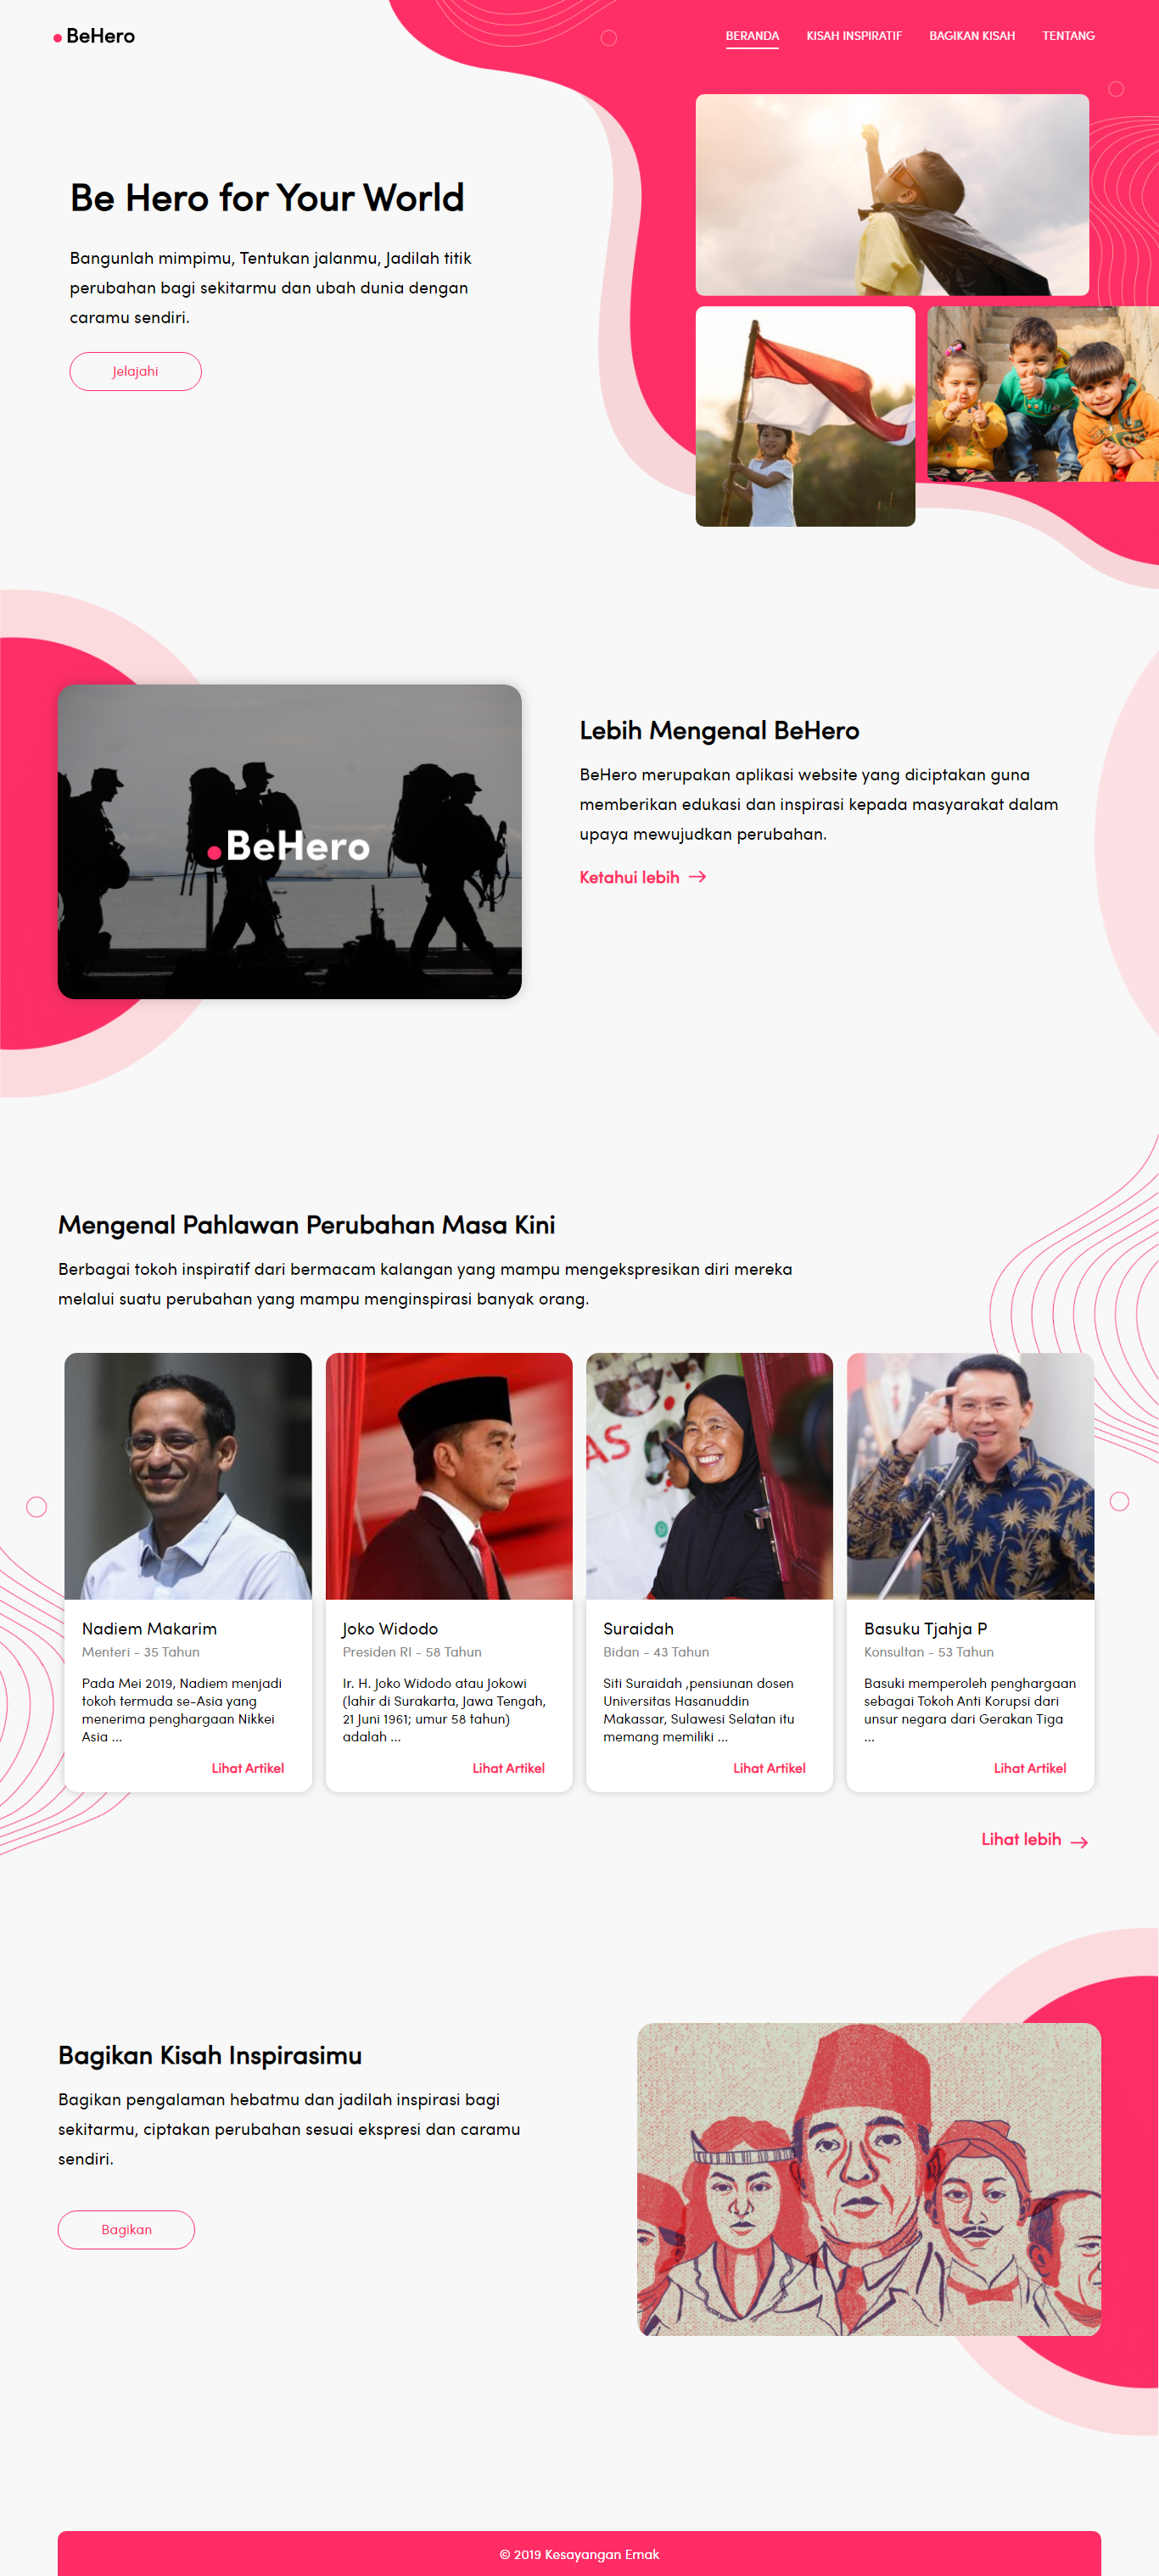 BeHero
BERANDA KISAH INSPIRATIF BAGIKAN KISAH TENTANG
Be Hero for Your World
Bangunlah mimpimu, Tentukan jalanmu, Jadilah titik
perubahan bagi sekitarmu dan ubah dunia dengan
caramu sendiri.
Jelajahi
BeHero
Lebih Mengenal BeHero
BeHero merupakan aplikasi website yang diciptakan guna
memberikan edukasi dan inspirasi kepada masyarakat dalam
upaya mewujudkan perubahan.
Ketahui lebih →
Mengenal Pahlawan Perubahan Masa Kini
Berbagai tokoh inspiratif dari bermacam kalangan yang mampu mengekspresikan diri mereka
melalui suatu perubahan yang mampu menginspirasi banyak orang.
AS
Nadiem Makarim
Menteri - 35 Tahun
Pada Mei 2019, Nadiem menjadi
tokoh termuda se-Asia yang
menerima penghargaan Nikkei
Asia ...
Lihat Artikel
Joko Widodo
Presiden RI - 58 Tahun
Ir. H. Joko Widodo atau Jokowi
(lahir di Surakarta, Jawa Tengah,
21 Juni 1961; umur 58 tahun)
adalah ...
Lihat Artikel
Suraidah
Bidan - 43 Tahun
Siti Suraidah ,pensiunan dosen
Universitas Hasanuddin
Makassar, Sulawesi Selatan itu
memang memiliki ...
Lihat Artikel
Basuku Tjahja P
Konsultan - 53 Tahun
Basuki memperoleh penghargaan
sebagai Tokoh Anti Korupsi dari
unsur negara dari Gerakan Tiga
...
Lihat Artikel
Lihat lebih →
Bagikan Kisah Inspirasimu
Bagikan pengalaman hebatmu dan jadilah inspirasi bagi
sekitarmu, ciptakan perubahan sesuai ekspresi dan caramu
sendiri.
Bagikan
© 2019 Kesayangan Emak